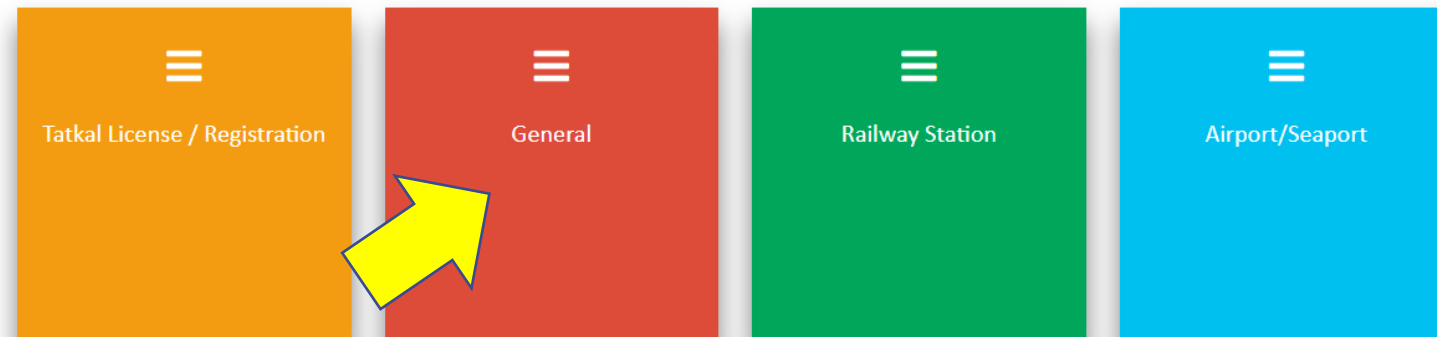 Tatkal License / Registration
General
Railway Station
Airport/Seaport